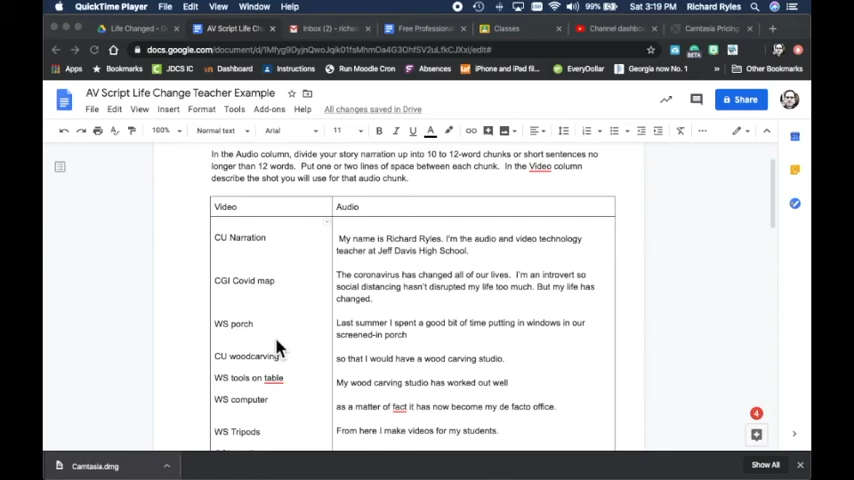 QuickTime Player File Edit View Window Help 99% Sat 3:19 PM Richard Ryles
Life Changed - G AV Script Life Ch Inbox (2) - richar Free Profession Classes Channel dashbo Camtasia Pricing
docs.google.com/document/d/1mfyg9DyjnQwoJqik01fsMhmOa4G3OhfSV2uLfkCJXxI/edit#
Apps Bookmarks JDCS IC Dashboard Instructions Run Moodle Cron Absences iPhone and iPad fil... EveryDollar Georgia now No. 1 » Other Bookmarks
AV Script Life Change Teacher Example
File Edit View Insert Format Tools Add-ons Help All changes saved in Drive
Share
100% Normal text Arial 11 B I U A
In the Audio column, divide your story narration up into 10 to 12-word chunks or short sentences no
longer than 12 words. Put one or two lines of space between each chunk. In the Video column
describe the shot you will use for that audio chunk.
Video Audio
CU Narration My name is Richard Ryles. I'm the audio and video technology
teacher at Jeff Davis High School.
The coronavirus has changed all of our lives. I'm an introvert so
CGI Covid map social distancing hasn't disrupted my life too much. But my life has
changed.
WS porch Last summer I spent a good bit of time putting in windows in our
screened-in porch
CU woodcarving so that I would have a wood carving studio.
WS tools on table My wood carving studio has worked out well
WS computer as a matter of fact it has now become my de facto office.
WS Tripods From here I make videos for my students.
4
Camtasia.dmg Show All